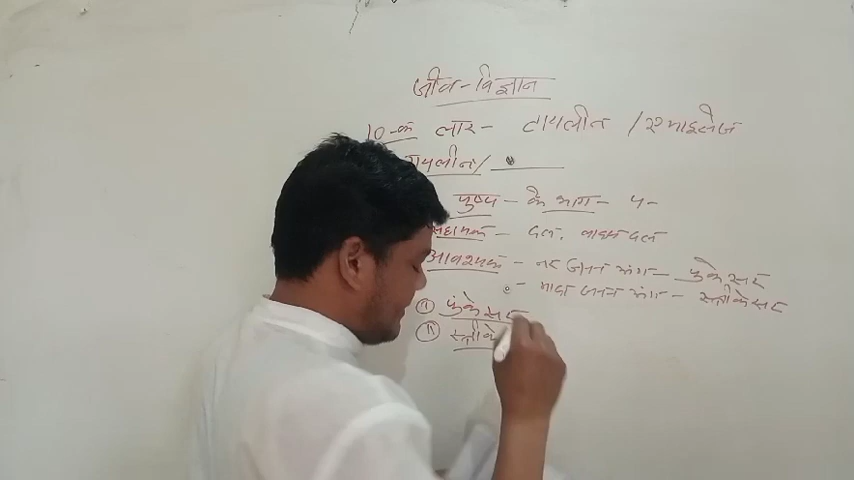 जीव-विज्ञान
10-क लार- टायलीन / एमाइलेज
टायलीन/
पुष्प - के भाग - 4-
सहायक - दल, वाह्यदल
आवश्यक - नर जनन अंग - पुंकेसर
- मादा जनन अंग - स्त्रीकेसर
(i) पुंकेसर
(ii) स्त्रीके